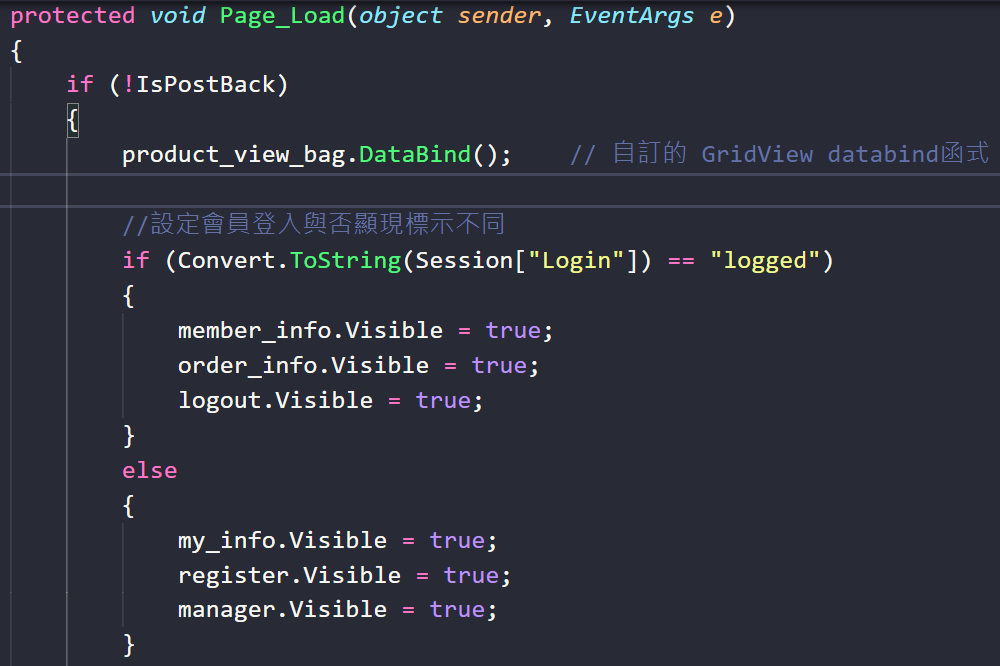 protected void Page_Load(object sender, EventArgs e)
{
    if (!IsPostBack)
    {
        product_view_bag.DataBind();    // 自訂的 GridView databind函式

        //設定會員登入與否顯現標示不同
        if (Convert.ToString(Session["Login"]) == "logged")
        {
            member_info.Visible = true;
            order_info.Visible = true;
            logout.Visible = true;
        }
        else
        {
            my_info.Visible = true;
            register.Visible = true;
            manager.Visible = true;
        }